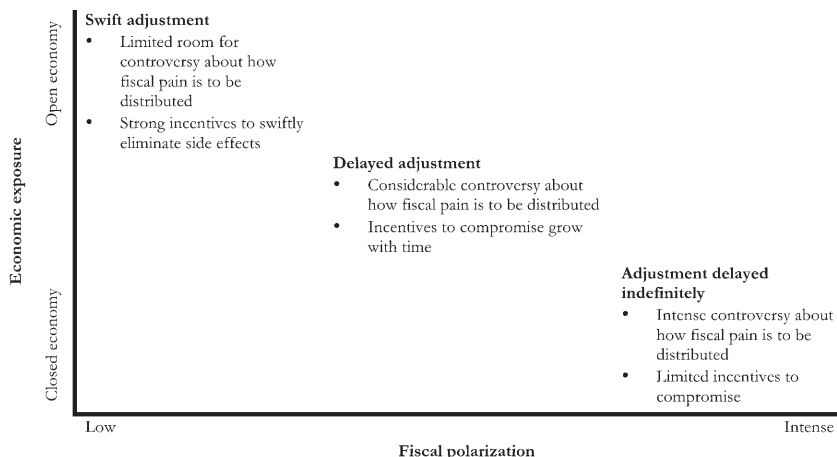 Swift adjustment
• Limited room for
controversy about how
fiscal pain is to be
distributed
• Strong incentives to swiftly
eliminate side effects
Delayed adjustment
• Considerable controversy about
how fiscal pain is to be distributed
• Incentives to compromise grow
with time
Adjustment delayed
indefinitely
• Intense controversy about
how fiscal pain is to be
distributed
• Limited incentives to
compromise
Open economy
Economic exposure
Closed economy
Low
Intense
Fiscal polarization